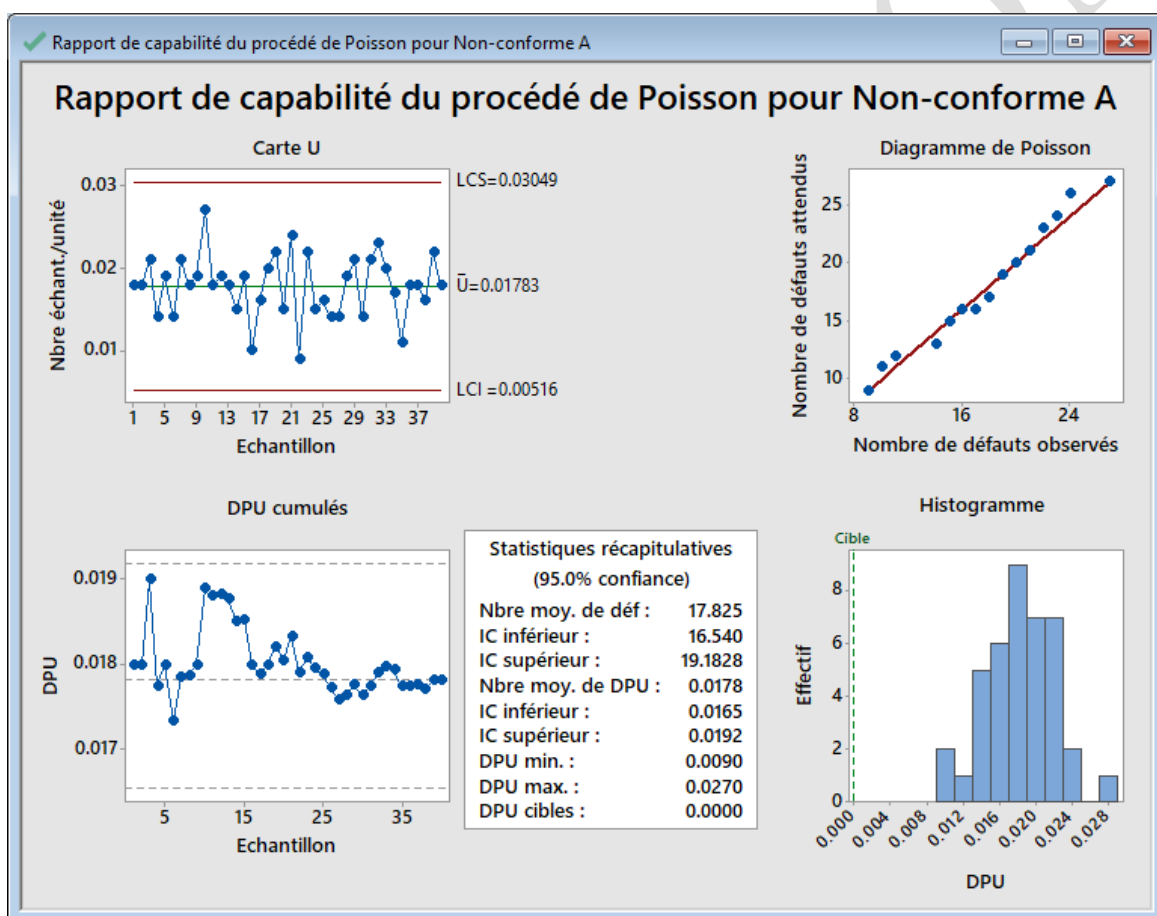 Rapport de capabilité du procédé de Poisson pour Non-conforme A
Rapport de capabilité du procédé de Poisson pour Non-conforme A
Carte U
Nbre échant./unité
0.03
0.02
0.01
LCS=0.03049
Ū=0.01783
LCI =0.00516
1 5 9 13 17 21 25 29 33 37
Echantillon
Diagramme de Poisson
Nombre de défauts attendus
25
20
15
10
8 16 24
Nombre de défauts observés
DPU cumulés
DPU
0.019
0.018
0.017
5 15 25 35
Echantillon
Statistiques récapitulatives
(95.0% confiance)
Nbre moy. de déf : 17.825
IC inférieur : 16.540
IC supérieur : 19.1828
Nbre moy. de DPU : 0.0178
IC inférieur : 0.0165
IC supérieur : 0.0192
DPU min. : 0.0090
DPU max. : 0.0270
DPU cibles : 0.0000
Histogramme
Cible
Effectif
8
6
4
2
0
0.000 0.004 0.008 0.012 0.016 0.020 0.024 0.028
DPU